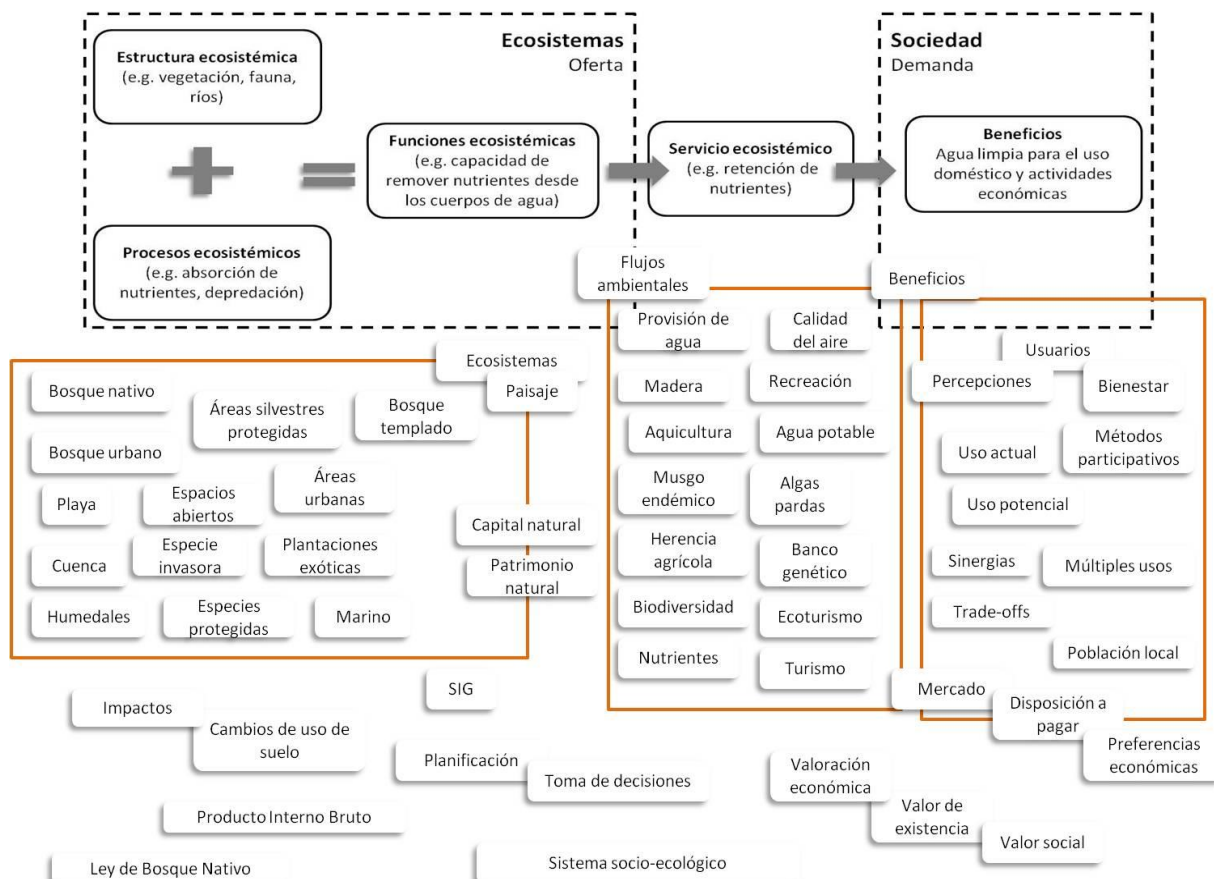 Ecosistemas
Oferta
Sociedad
Demanda
Estructura ecosistémica
(e.g. vegetación, fauna,
ríos)
Funciones ecosistémicas
(e.g. capacidad de
remover nutrientes desde
los cuerpos de agua)
Servicio ecosistémico
(e.g. retención de
nutrientes)
Beneficios
Agua limpia para el uso
doméstico y actividades
económicas
Procesos ecosistémicos
(e.g. absorción de
nutrientes, depredación)
Flujos
ambientales
Beneficios
Ecosistemas
Paisaje
Bosque nativo
Áreas silvestres
protegidas
Bosque
templado
Bosque urbano
Áreas
urbanas
Playa
Espacios
abiertos
Capital natural
Cuenca
Especie
invasora
Plantaciones
exóticas
Patrimonio
natural
Humedales
Especies
protegidas
Marino
Provisión de
agua
Calidad
del aire
Madera
Recreación
Aquicultura
Agua potable
Musgo
endémico
Algas
pardas
Herencia
agrícola
Banco
genético
Biodiversidad
Ecoturismo
Nutrientes
Turismo
Usuarios
Percepciones
Bienestar
Uso actual
Métodos
participativos
Uso potencial
Sinergias
Múltiples usos
Trade-offs
Población local
Mercado
Disposición a
pagar
Preferencias
económicas
SIG
Impactos
Cambios de uso de
suelo
Planificación
Toma de decisiones
Valoración
económica
Valor de
existencia
Valor social
Producto Interno Bruto
Ley de Bosque Nativo
Sistema socio-ecológico